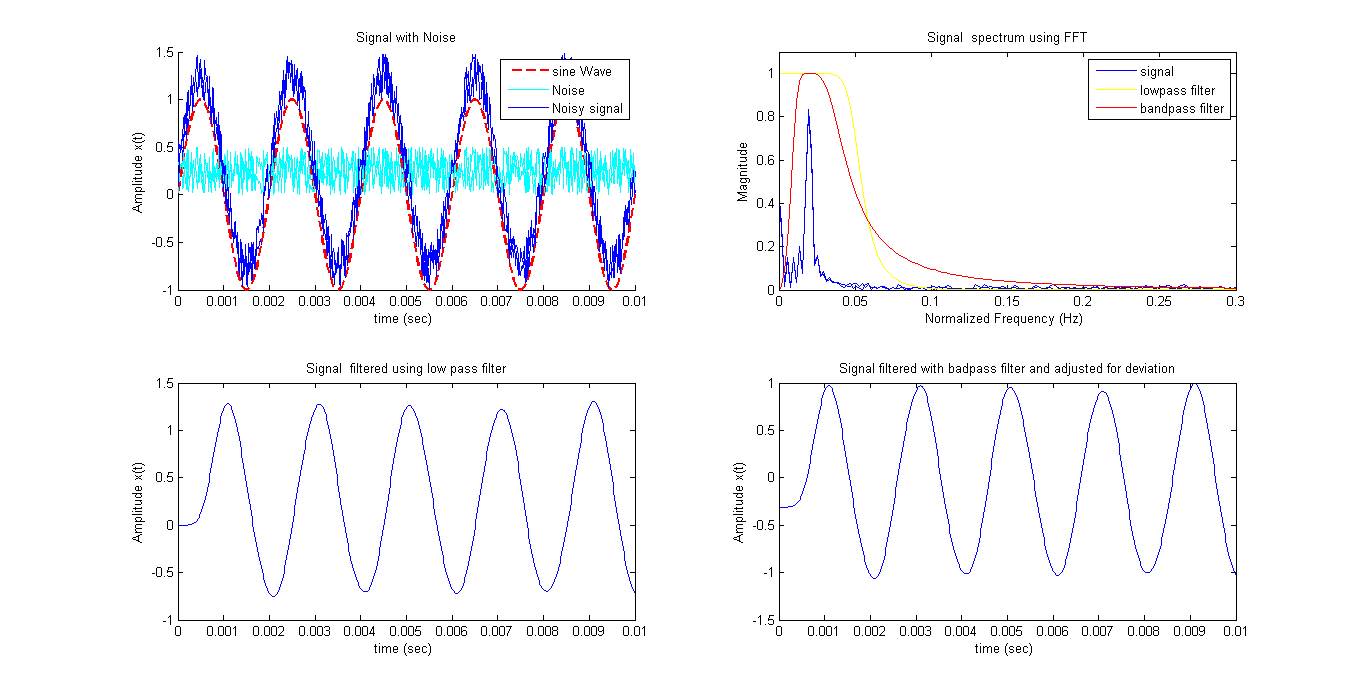 Signal with Noise
1.5
1
0.5
0
-0.5
-1
Amplitude x(t)
sine Wave
Noise
Noisy signal
0 0.001 0.002 0.003 0.004 0.005 0.006 0.007 0.008 0.009 0.01
time (sec)
Signal spectrum using FFT
1
0.8
0.6
0.4
0.2
0
Magnitude
signal
lowpass filter
bandpass filter
0 0.05 0.1 0.15 0.2 0.25 0.3
Normalized Frequency (Hz)
Signal filtered using low pass filter
1.5
1
0.5
0
-0.5
-1
Amplitude x(t)
0 0.001 0.002 0.003 0.004 0.005 0.006 0.007 0.008 0.009 0.01
time (sec)
Signal filtered with badpass filter and adjusted for deviation
1
0.5
0
-0.5
-1
-1.5
Amplitude x(t)
0 0.001 0.002 0.003 0.004 0.005 0.006 0.007 0.008 0.009 0.01
time (sec)